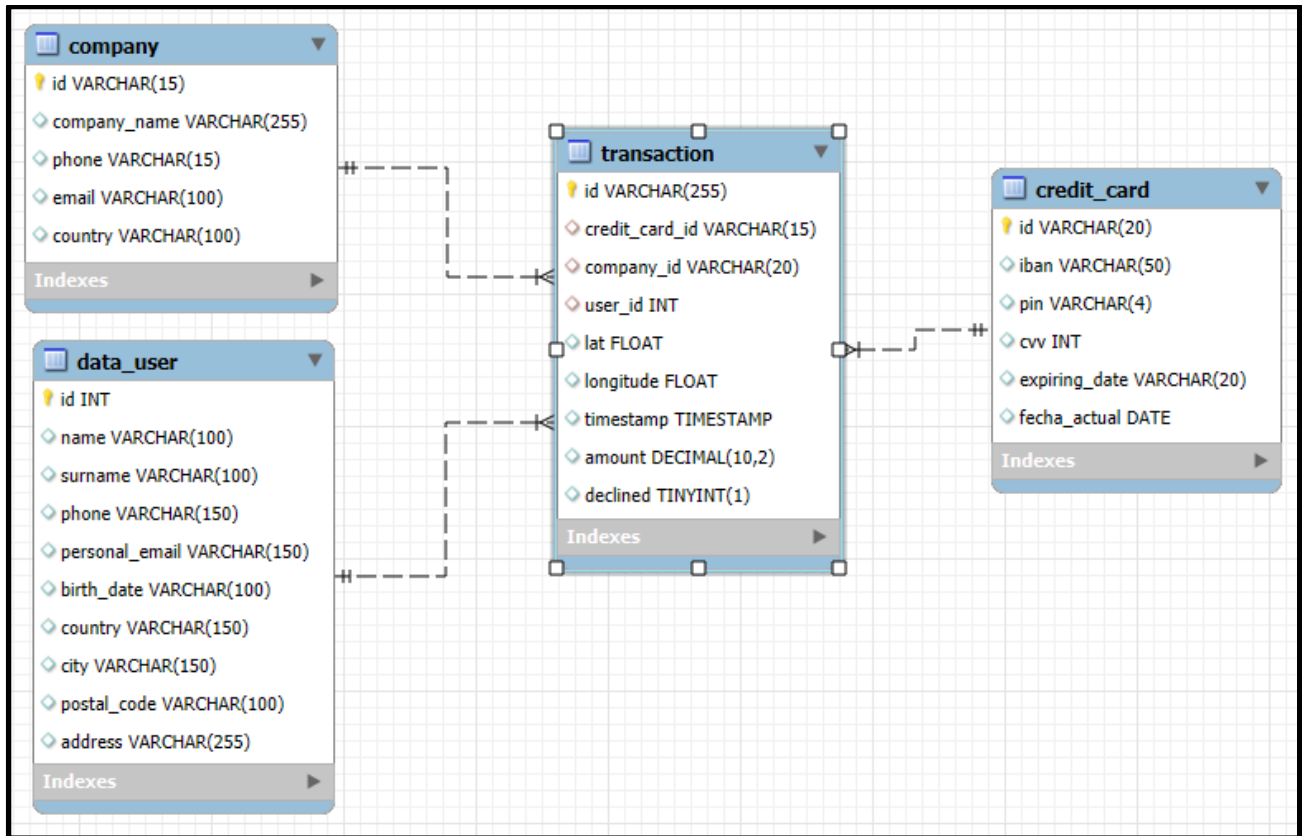 company
id VARCHAR(15)
company_name VARCHAR(255)
phone VARCHAR(15)
email VARCHAR(100)
country VARCHAR(100)
Indexes
data_user
id INT
name VARCHAR(100)
surname VARCHAR(100)
phone VARCHAR(150)
personal_email VARCHAR(150)
birth_date VARCHAR(100)
country VARCHAR(150)
city VARCHAR(150)
postal_code VARCHAR(100)
address VARCHAR(255)
Indexes
transaction
id VARCHAR(255)
credit_card_id VARCHAR(15)
company_id VARCHAR(20)
user_id INT
lat FLOAT
longitude FLOAT
timestamp TIMESTAMP
amount DECIMAL(10,2)
declined TINYINT(1)
Indexes
credit_card
id VARCHAR(20)
iban VARCHAR(50)
pin VARCHAR(4)
cvv INT
expiring_date VARCHAR(20)
fecha_actual DATE
Indexes